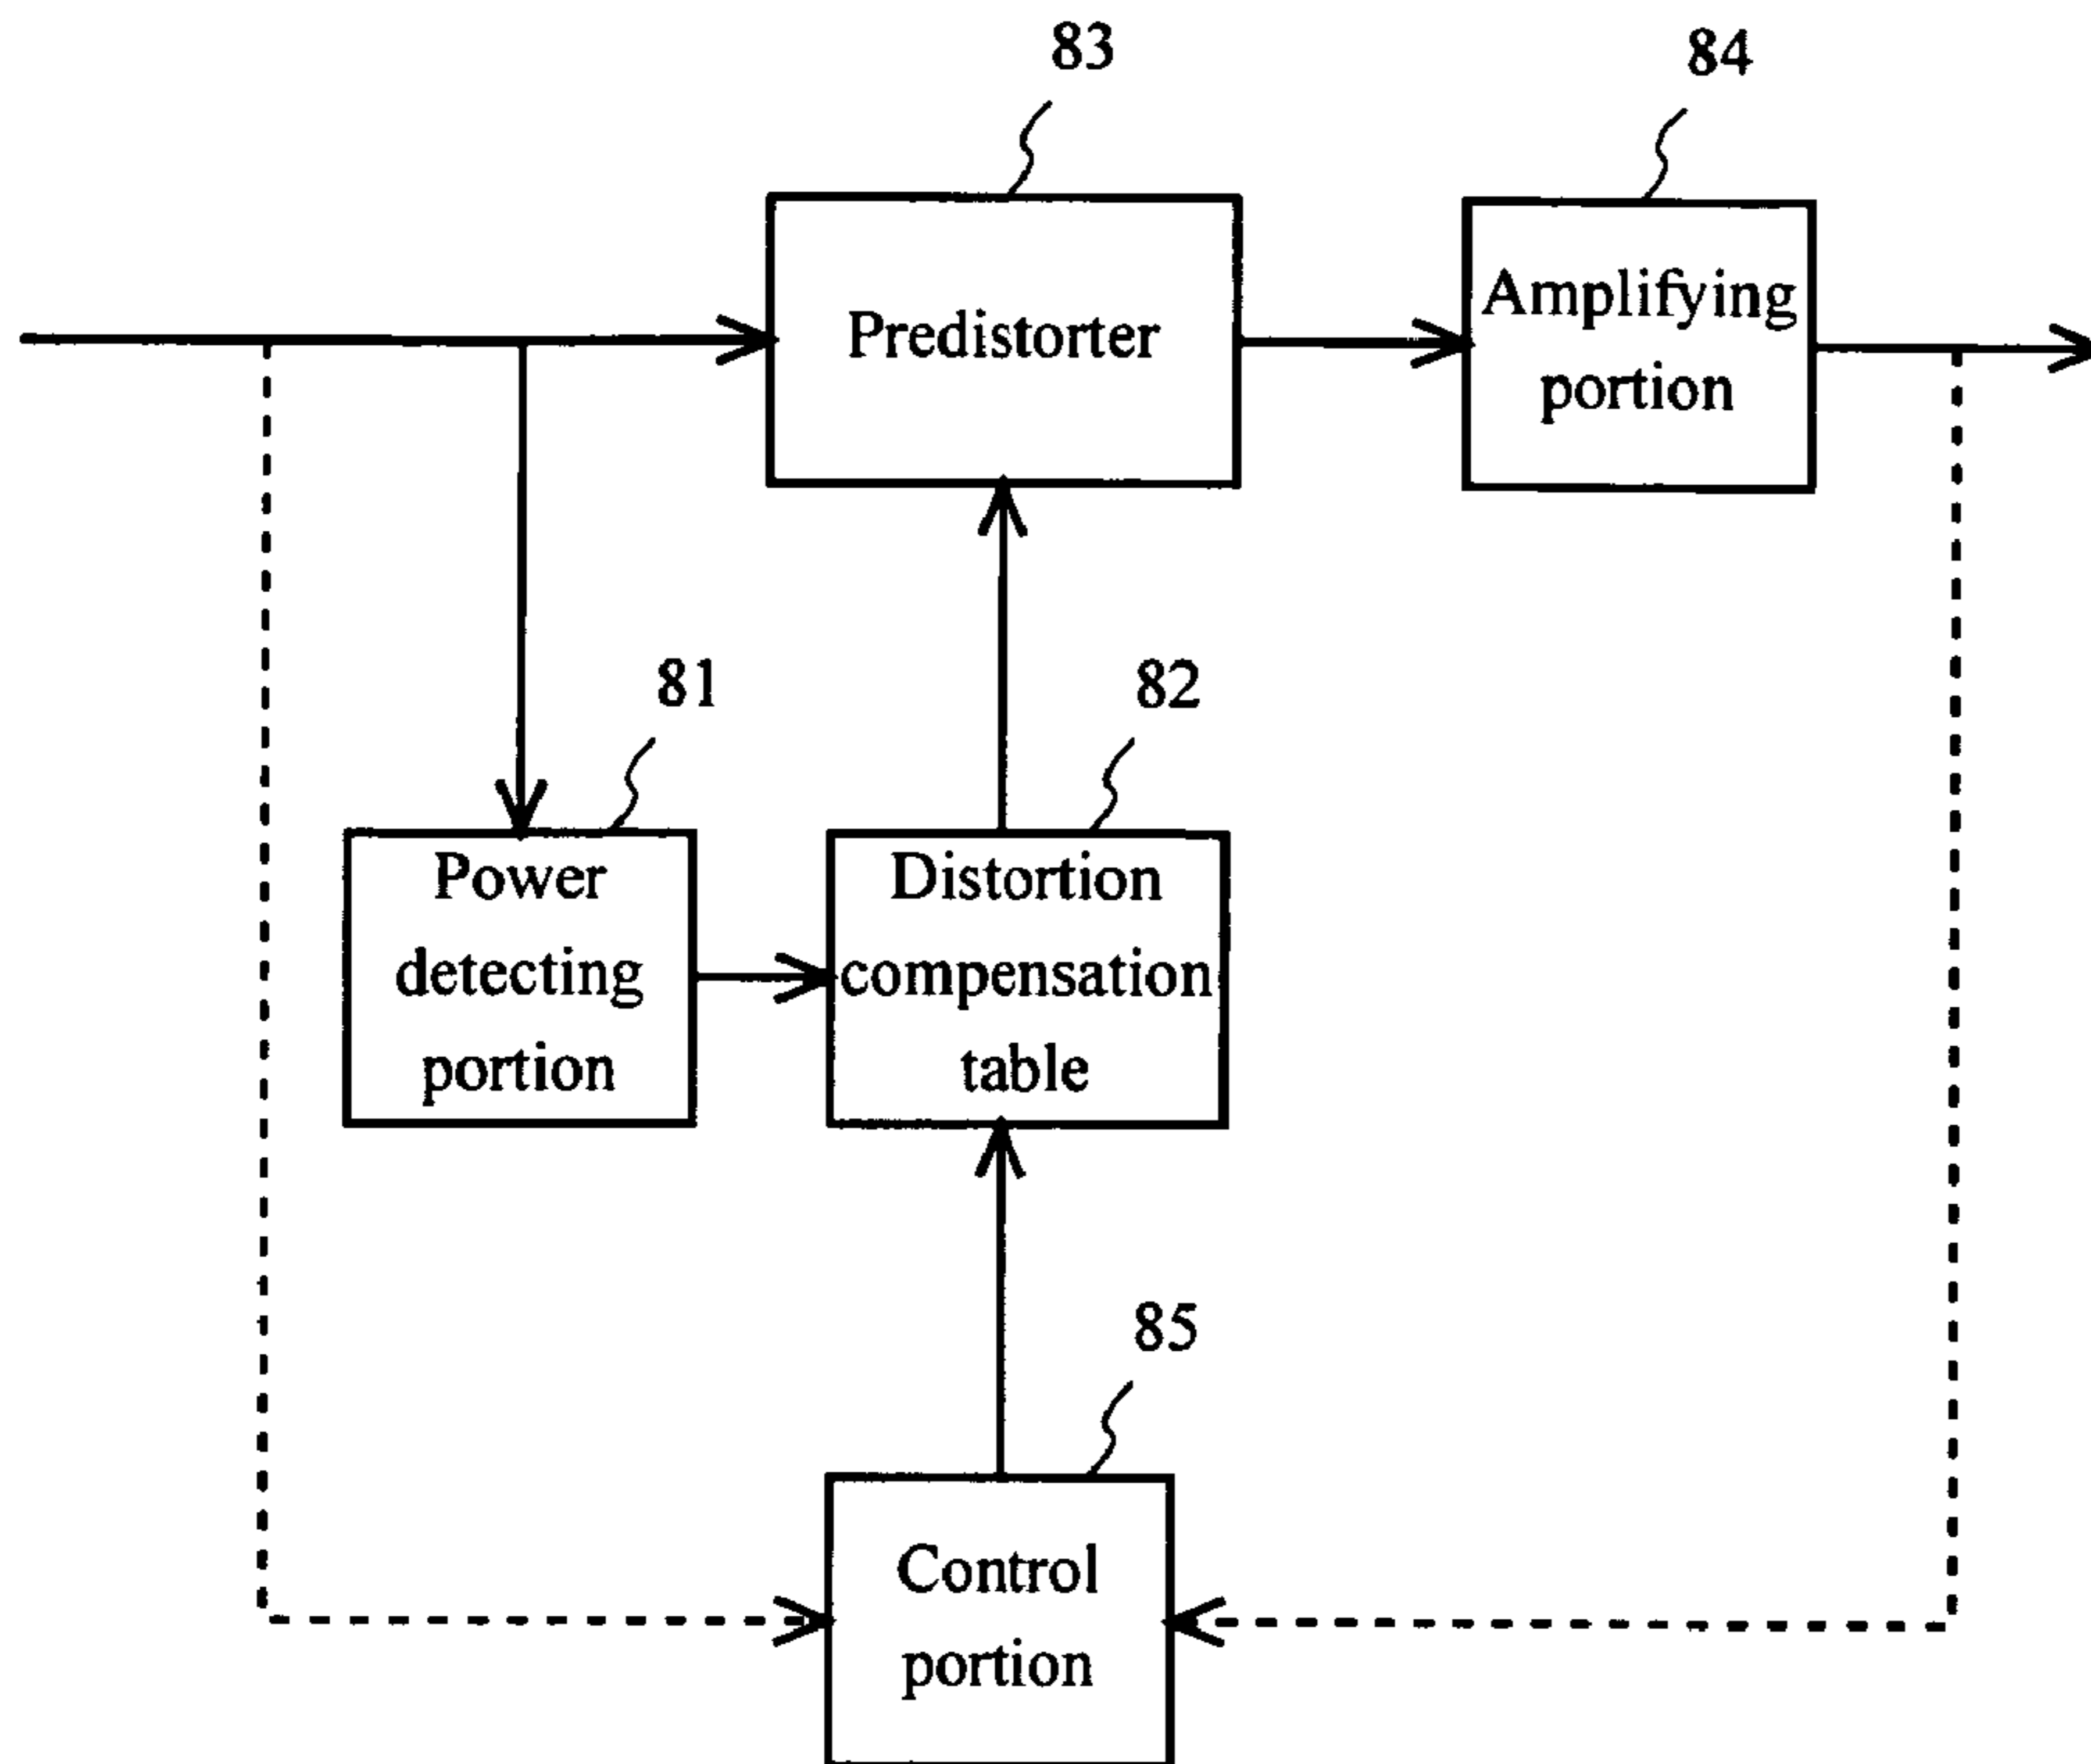 83
84
Predistorter
Amplifying
portion
81
82
Power
detecting
portion
Distortion
compensation
table
85
Control
portion